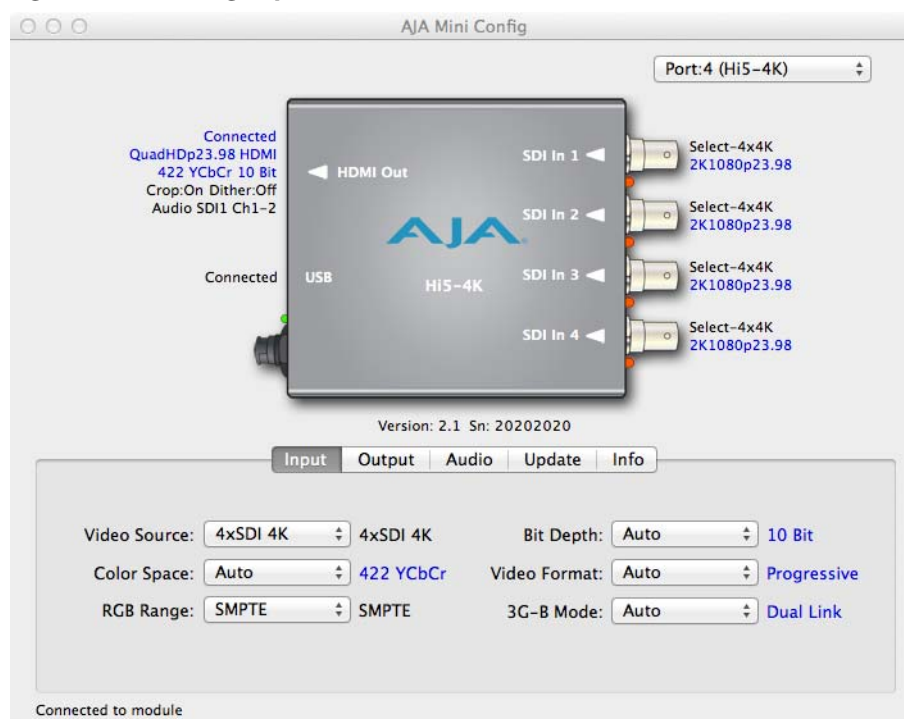 AJA Mini Config
Port:4 (Hi5-4K)
Connected
QuadHDp23.98 HDMI
422 YCbCr 10 Bit
Crop:On Dither:Off
Audio SDI1 Ch1-2
HDMI Out
SDI In 1
Select-4x4K
2K1080p23.98
AJA
SDI In 2
Select-4x4K
2K1080p23.98
Connected
USB
Hi5-4K
SDI In 3
Select-4x4K
2K1080p23.98
SDI In 4
Select-4x4K
2K1080p23.98
Version: 2.1 Sn: 20202020
Input Output Audio Update Info
Video Source: 4xSDI 4K 4xSDI 4K Bit Depth: Auto 10 Bit
Color Space: Auto 422 YCbCr Video Format: Auto Progressive
RGB Range: SMPTE SMPTE 3G-B Mode: Auto Dual Link
Connected to module